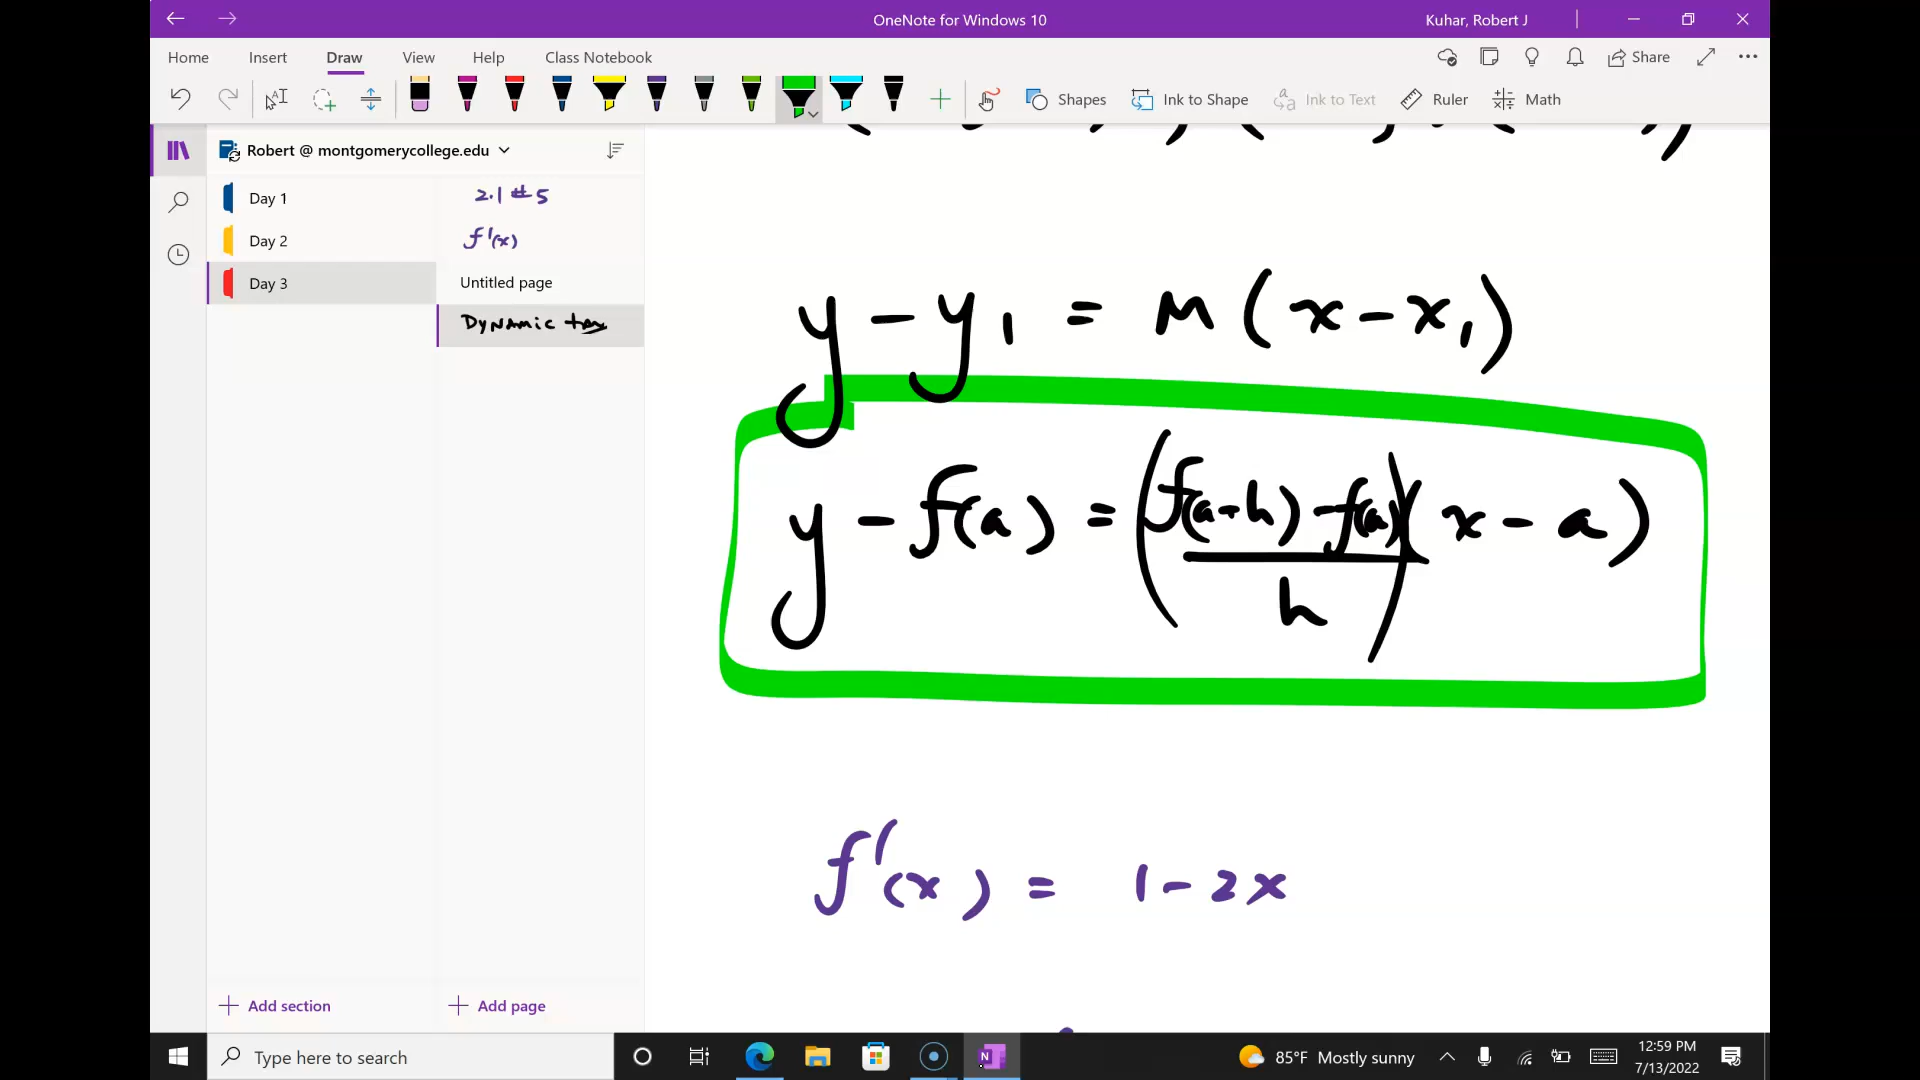 OneNote for Windows 10
Kuhar, Robert J
Home Insert Draw View Help Class Notebook
Share
Shapes Ink to Shape Ink to Text Ruler Math
Robert @ montgomerycollege.edu
Day 1
Day 2
Day 3
2.1 # 5
f'(x)
Untitled page
Dynamic
y - y₁ = m(x - x₁)
y - f(a) = (f(a+h) - f(a) / h)(x - a)
f'(x) = 1 - 2x
Add section
Add page
Type here to search
85°F Mostly sunny
12:59 PM
7/13/2022